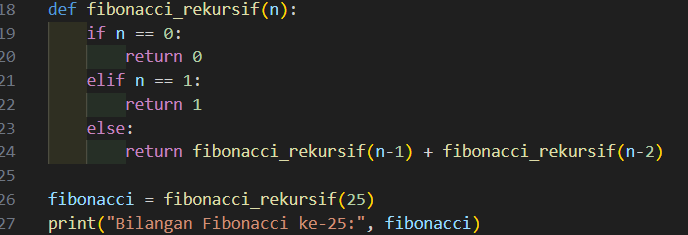 18 def fibonacci_rekursif(n):
19     if n == 0:
20         return 0
21     elif n == 1:
22         return 1
23     else:
24         return fibonacci_rekursif(n-1) + fibonacci_rekursif(n-2)
25
26 fibonacci = fibonacci_rekursif(25)
27 print("Bilangan Fibonacci ke-25:", fibonacci)